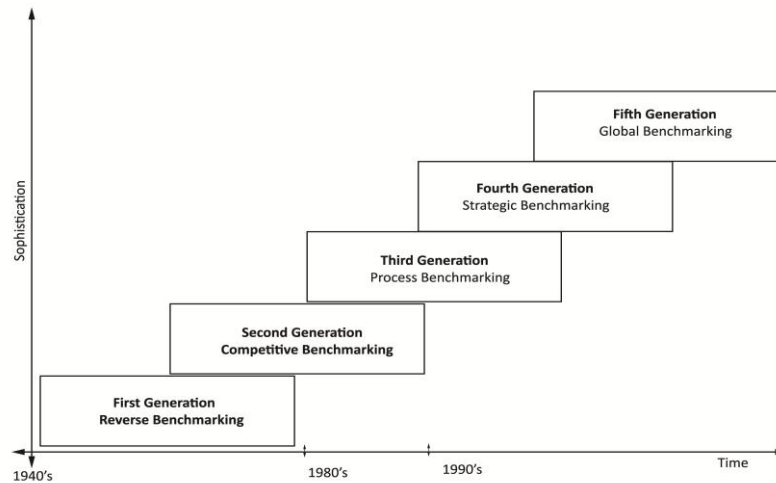 Fifth Generation
Global Benchmarking
Fourth Generation
Strategic Benchmarking
Sophistication
Third Generation
Process Benchmarking
Second Generation
Competitive Benchmarking
First Generation
Reverse Benchmarking
1940's
1980's
1990's
Time